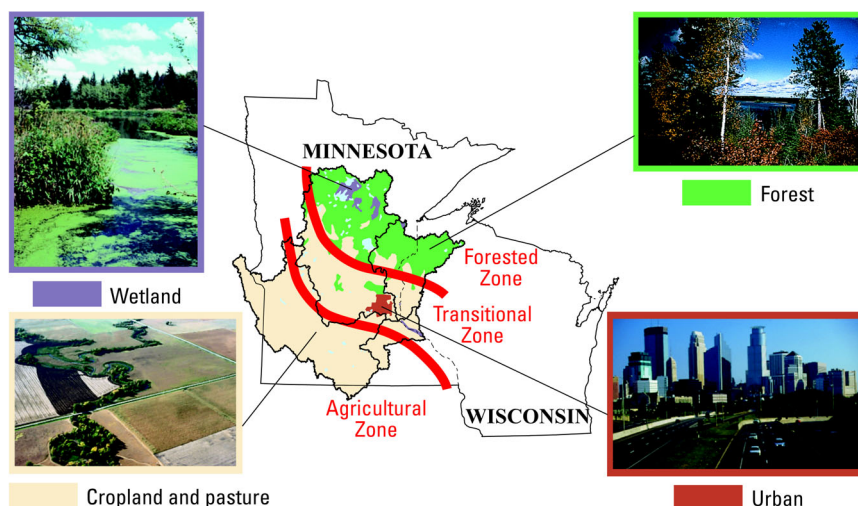 MINNESOTA
Forest
Forested
Zone
Wetland
Transitional
Zone
Agricultural
Zone
WISCONSIN
Cropland and pasture
Urban